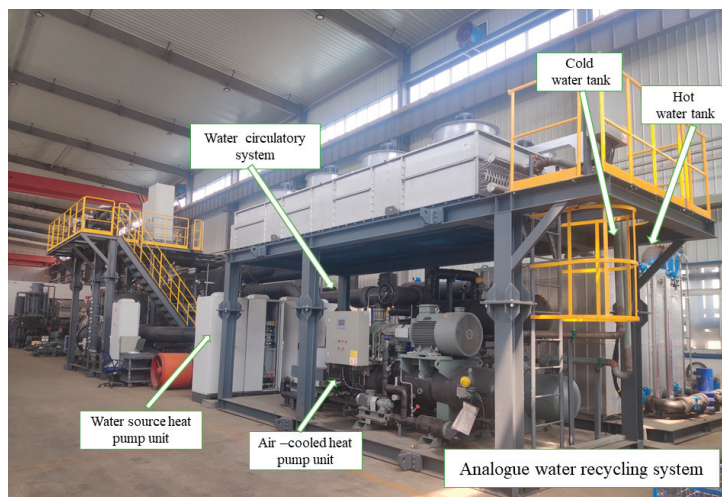 Cold
water tank
Hot
water tank
Water circulatory
system
Water source heat
pump unit
Air –cooled heat
pump unit
Analogue water recycling system